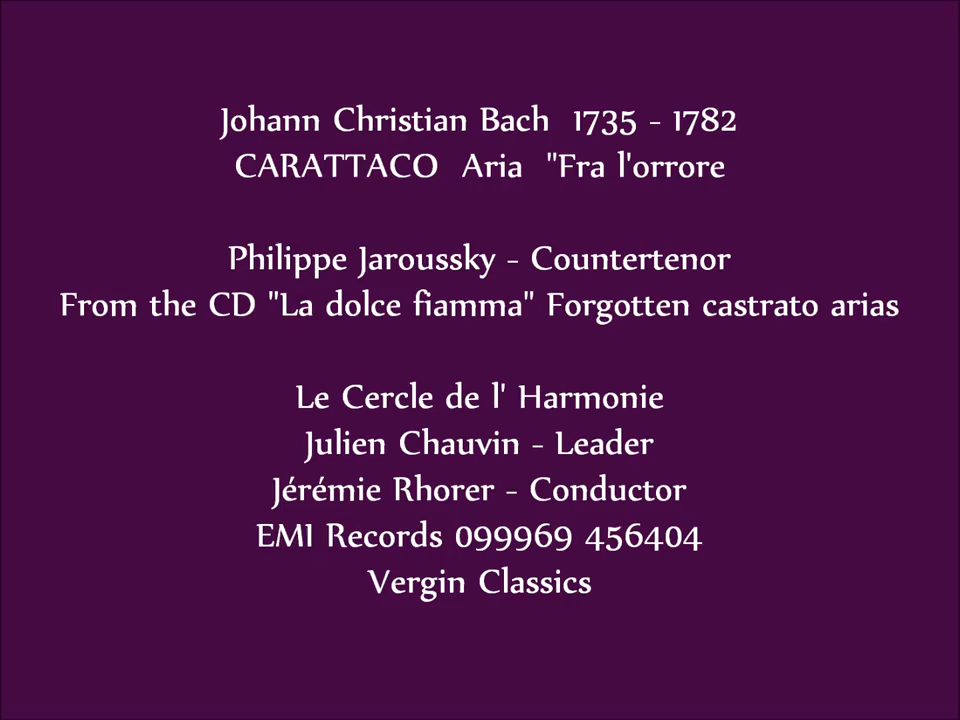 Johann Christian Bach 1735 - 1782
CARATTACO Aria "Fra l'orrore
Philippe Jaroussky - Countertenor
From the CD "La dolce fiamma" Forgotten castrato arias
Le Cercle de l' Harmonie
Julien Chauvin - Leader
Jérémie Rhorer - Conductor
EMI Records 099969 456404
Vergin Classics